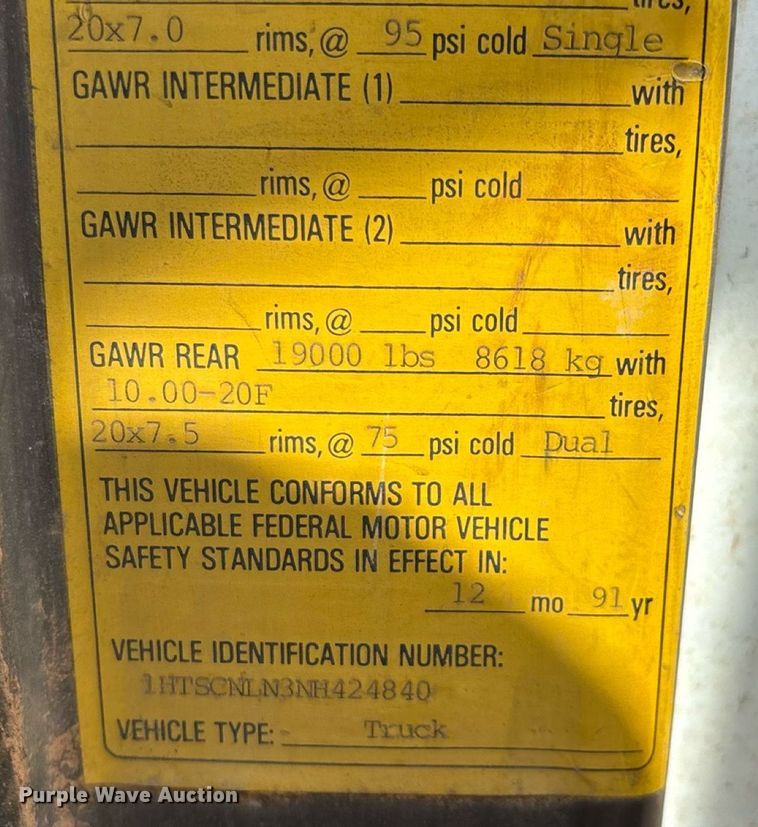 tires,
20x7.0 rims, @ 95 psi cold Single
GAWR INTERMEDIATE (1) with
tires,
rims, @ psi cold
GAWR INTERMEDIATE (2) with
tires,
rims, @ psi cold
GAWR REAR 19000 lbs 8618 kg with
10.00-20F tires,
20x7.5 rims, @ 75 psi cold Dual
THIS VEHICLE CONFORMS TO ALL
APPLICABLE FEDERAL MOTOR VEHICLE
SAFETY STANDARDS IN EFFECT IN:
12 mo 91 yr
VEHICLE IDENTIFICATION NUMBER:
1HTSCNLN3NH424840
VEHICLE TYPE: Truck
Purple Wave Auction